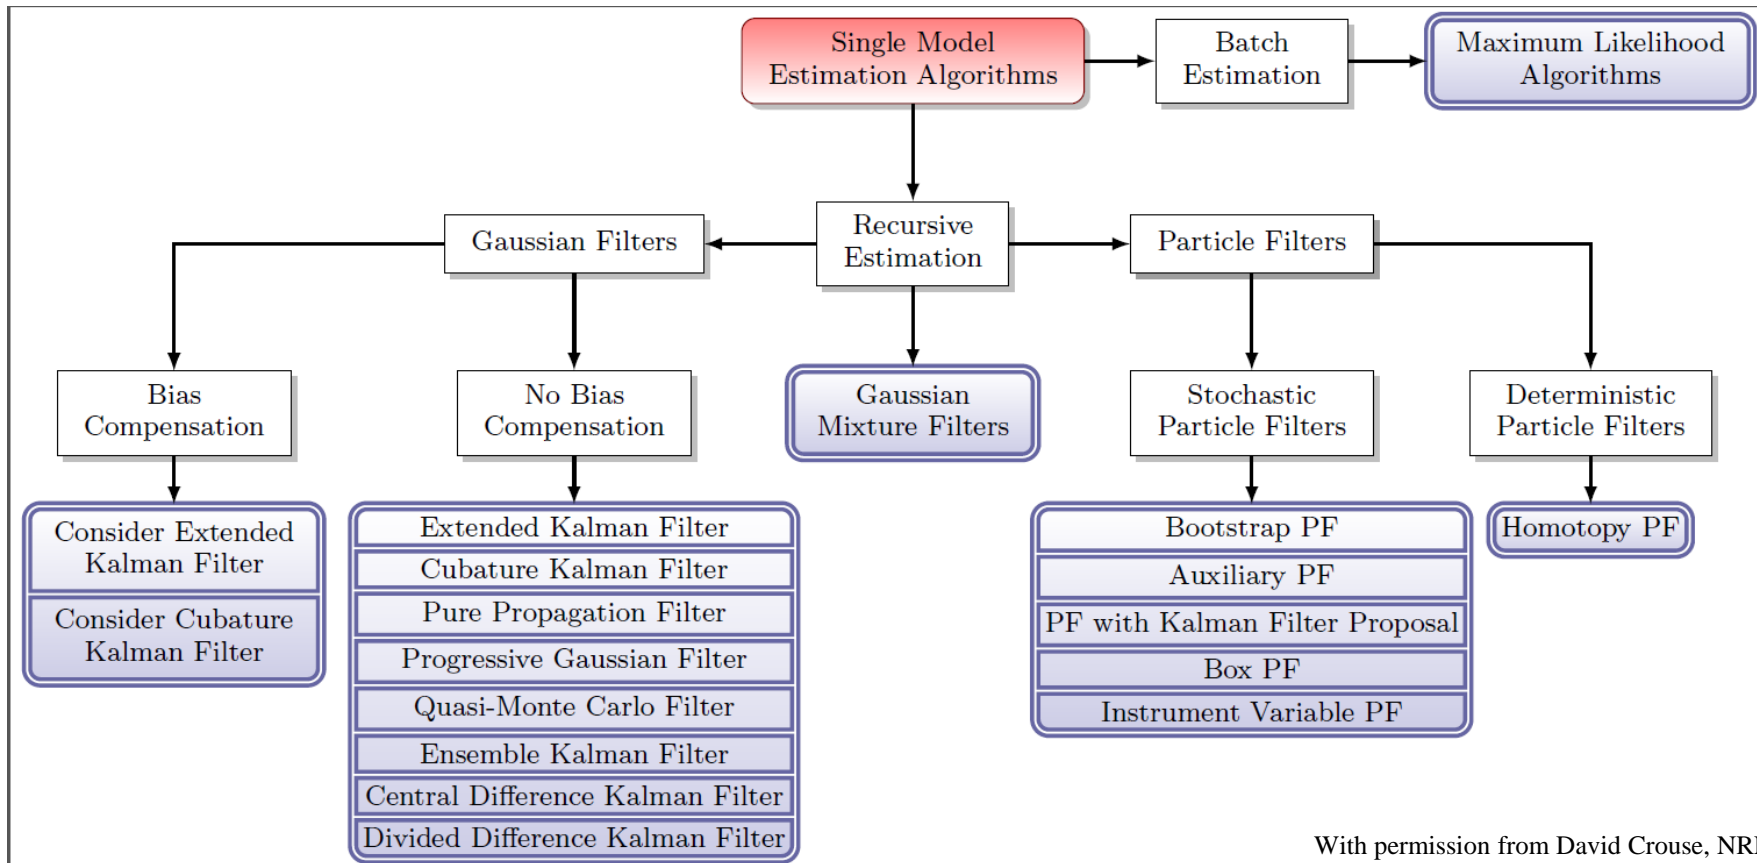 Single Model
Estimation Algorithms
Batch
Estimation
Maximum Likelihood
Algorithms
Gaussian Filters
Recursive
Estimation
Particle Filters
Bias
Compensation
No Bias
Compensation
Gaussian
Mixture Filters
Stochastic
Particle Filters
Deterministic
Particle Filters
Consider Extended
Kalman Filter
Consider Cubature
Kalman Filter
Extended Kalman Filter
Cubature Kalman Filter
Pure Propagation Filter
Progressive Gaussian Filter
Quasi-Monte Carlo Filter
Ensemble Kalman Filter
Central Difference Kalman Filter
Divided Difference Kalman Filter
Bootstrap PF
Auxiliary PF
PF with Kalman Filter Proposal
Box PF
Instrument Variable PF
Homotopy PF
With permission from David Crouse,